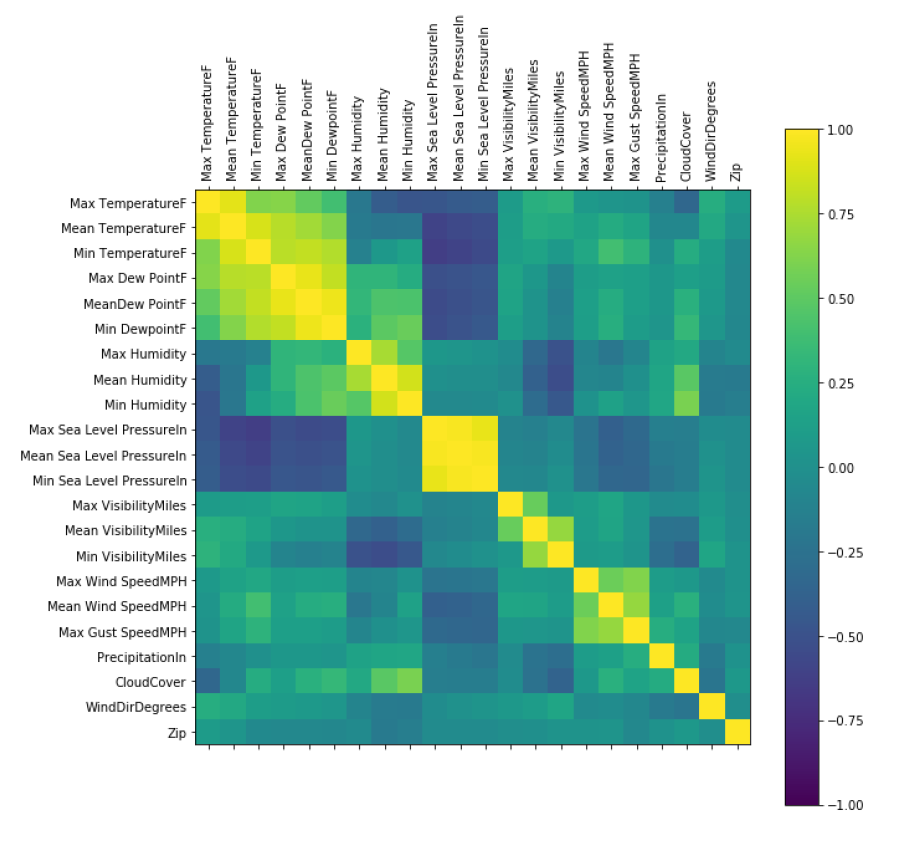 Max TemperatureF
Mean TemperatureF
Min TemperatureF
Max Dew PointF
MeanDew PointF
Min DewpointF
Max Humidity
Mean Humidity
Min Humidity
Max Sea Level PressureIn
Mean Sea Level PressureIn
Min Sea Level PressureIn
Max VisibilityMiles
Mean VisibilityMiles
Min VisibilityMiles
Max Wind SpeedMPH
Mean Wind SpeedMPH
Max Gust SpeedMPH
PrecipitationIn
CloudCover
WindDirDegrees
Zip
Max TemperatureF
Mean TemperatureF
Min TemperatureF
Max Dew PointF
MeanDew PointF
Min DewpointF
Max Humidity
Mean Humidity
Min Humidity
Max Sea Level PressureIn
Mean Sea Level PressureIn
Min Sea Level PressureIn
Max VisibilityMiles
Mean VisibilityMiles
Min VisibilityMiles
Max Wind SpeedMPH
Mean Wind SpeedMPH
Max Gust SpeedMPH
PrecipitationIn
CloudCover
WindDirDegrees
Zip
1.00
0.75
0.50
0.25
0.00
−0.25
−0.50
−0.75
−1.00